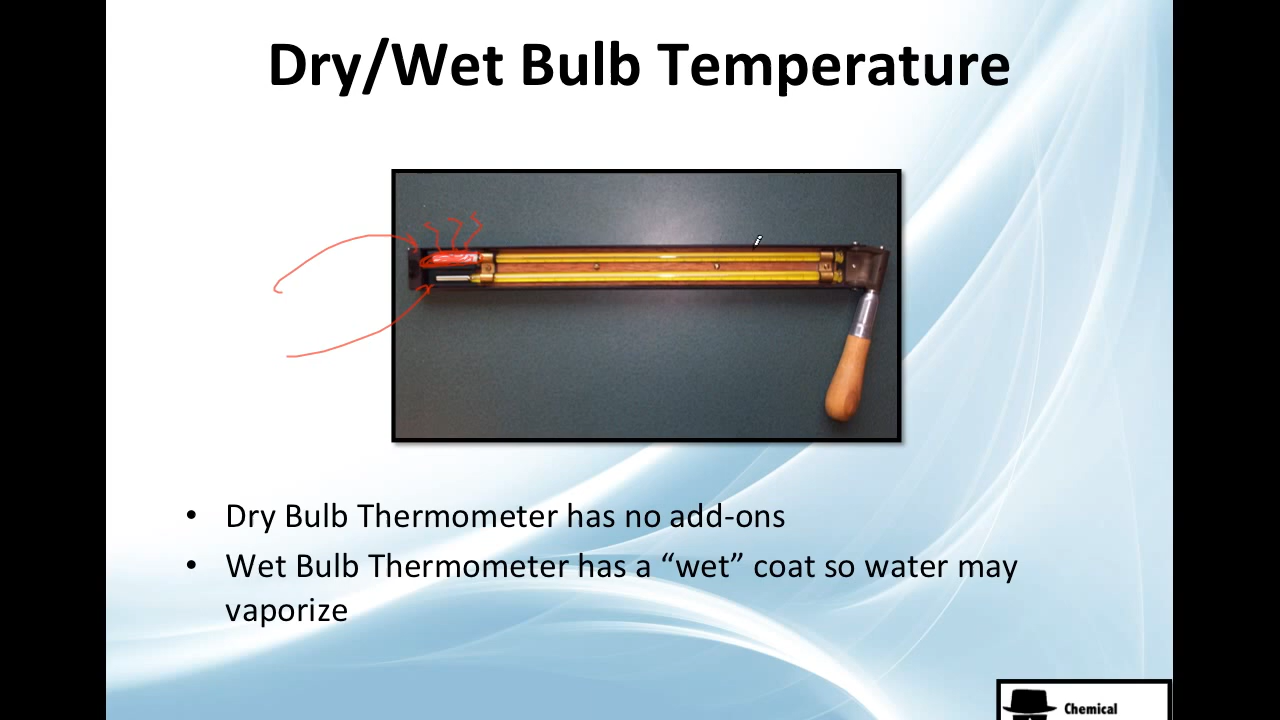 Dry/Wet Bulb Temperature
• Dry Bulb Thermometer has no add-ons
• Wet Bulb Thermometer has a “wet” coat so water may
vaporize
Chemical